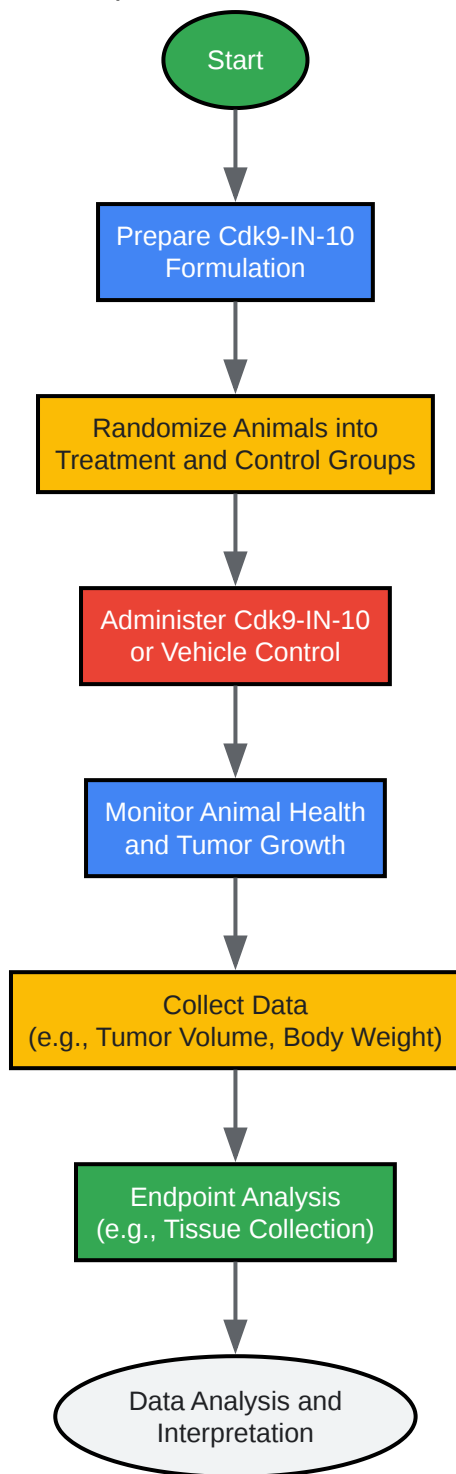 Start
Prepare Cdk9-IN-10
Formulation
Randomize Animals into
Treatment and Control Groups
Administer Cdk9-IN-10
or Vehicle Control
Monitor Animal Health
and Tumor Growth
Collect Data
(e.g., Tumor Volume, Body Weight)
Endpoint Analysis
(e.g., Tissue Collection)
Data Analysis and
Interpretation